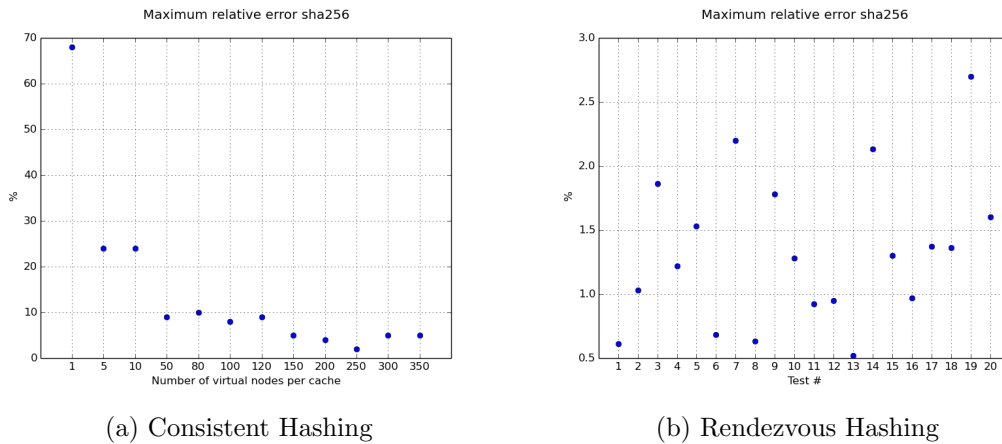 Maximum relative error sha256
70
60
50
40
30
20
10
0
%
1 5 10 50 80 100 120 150 200 250 300 350
Number of virtual nodes per cache
(a) Consistent Hashing
Maximum relative error sha256
3.0
2.5
2.0
1.5
1.0
0.5
%
1 2 3 4 5 6 7 8 9 10 11 12 13 14 15 16 17 18 19 20
Test #
(b) Rendezvous Hashing